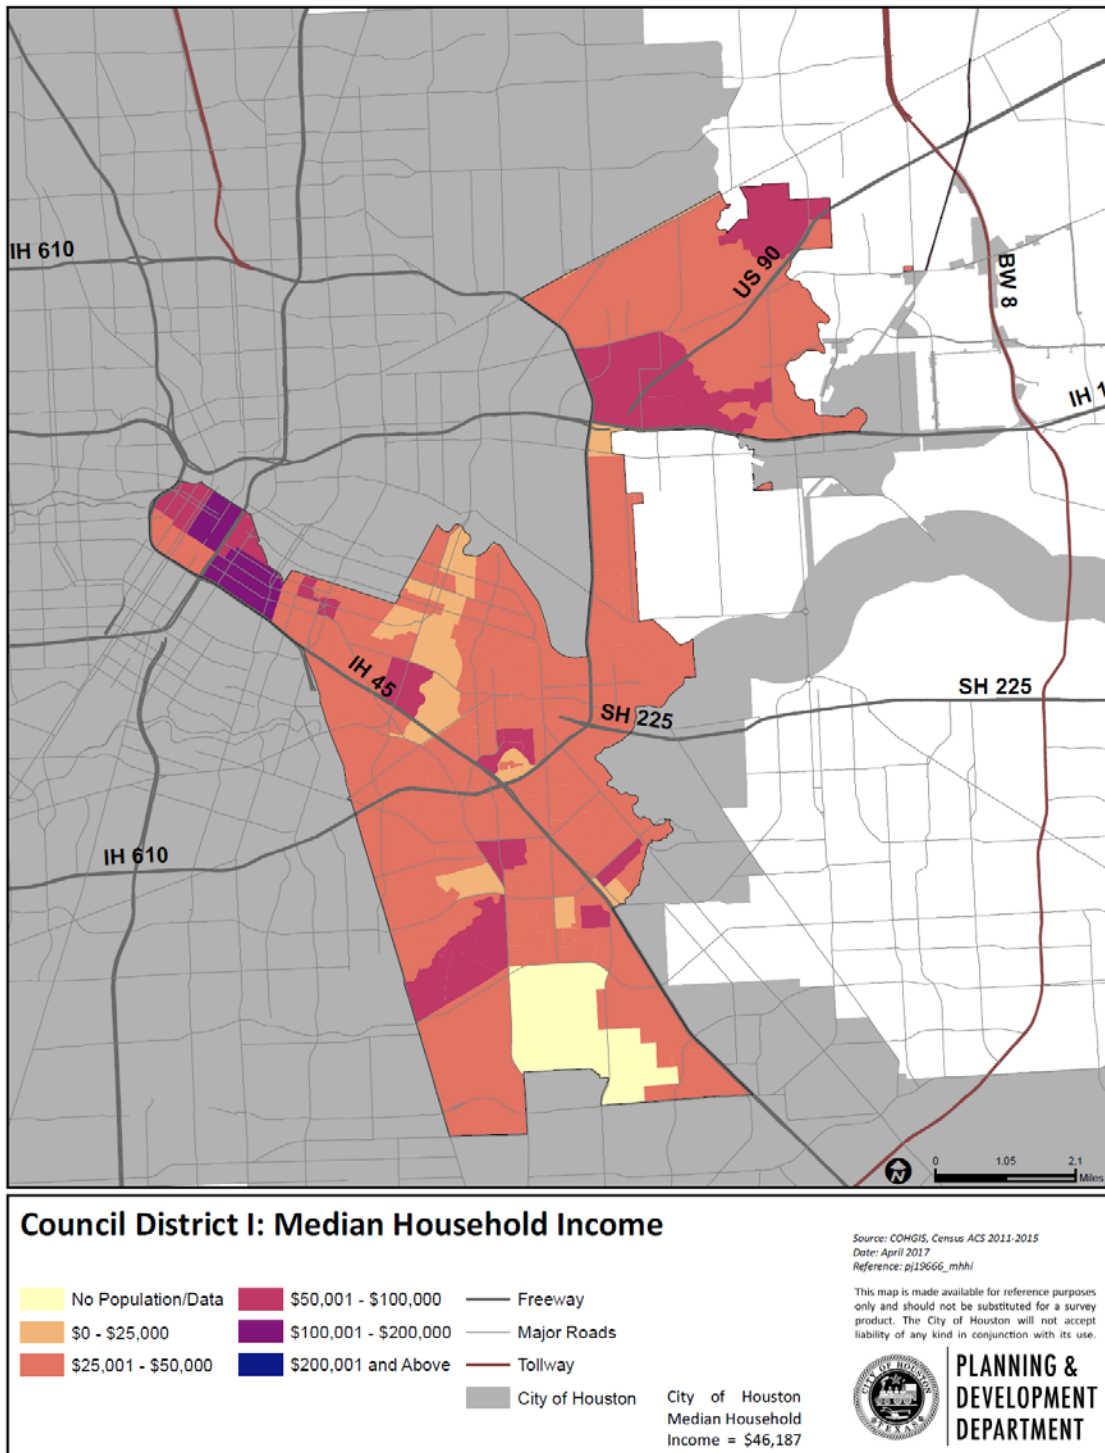 IH 610
US 90
BW 8
IH 1
IH 45
SH 225
SH 225
IH 610
N
0 1.05 2.1
Miles
Council District I: Median Household Income
No Population/Data
$0 - $25,000
$25,001 - $50,000
$50,001 - $100,000
$100,001 - $200,000
$200,001 and Above
Freeway
Major Roads
Tollway
City of Houston
City of Houston
Median Household
Income = $46,187
Source: COHGIS, Census ACS 2011-2015
Date: April 2017
Reference: pj19666_mhhi
This map is made available for reference purposes
only and should not be substituted for a survey
product. The City of Houston will not accept
liability of any kind in conjunction with its use.
CITY OF HOUSTON
TEXAS
PLANNING &
DEVELOPMENT
DEPARTMENT